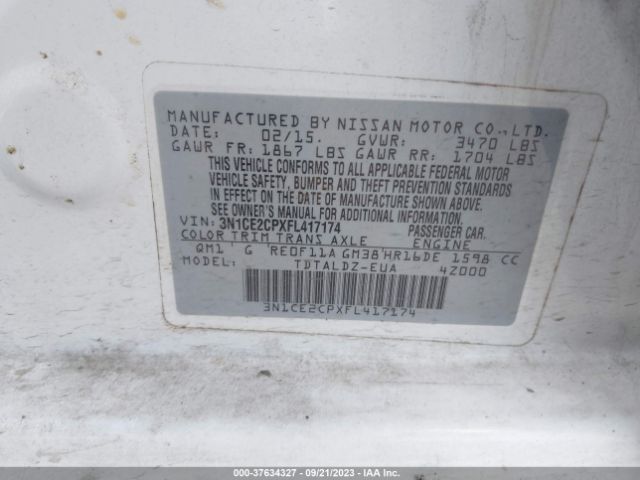 MANUFACTURED BY NISSAN MOTOR CO.,LTD.
DATE: 02/15. GVWR: 3470 LBS
GAWR FR: 1867 LBS GAWR RR: 1704 LBS
THIS VEHICLE CONFORMS TO ALL APPLICABLE FEDERAL MOTOR
VEHICLE SAFETY, BUMPER AND THEFT PREVENTION STANDARDS
IN EFFECT ON THE DATE OF MANUFACTURE SHOWN ABOVE.
SEE OWNER'S MANUAL FOR ADDITIONAL INFORMATION.
VIN: 3N1CE2CPXFL417174 PASSENGER CAR
COLOR TRIM TRANS AXLE ENGINE
QM1 G RE0F11A GM38 HR16DE 1598 CC
TDTALDZ-EUA 42000
3N1CE2CPXFL417174
000-37634327 - 09/21/2023 - Copyright IAA, Inc.